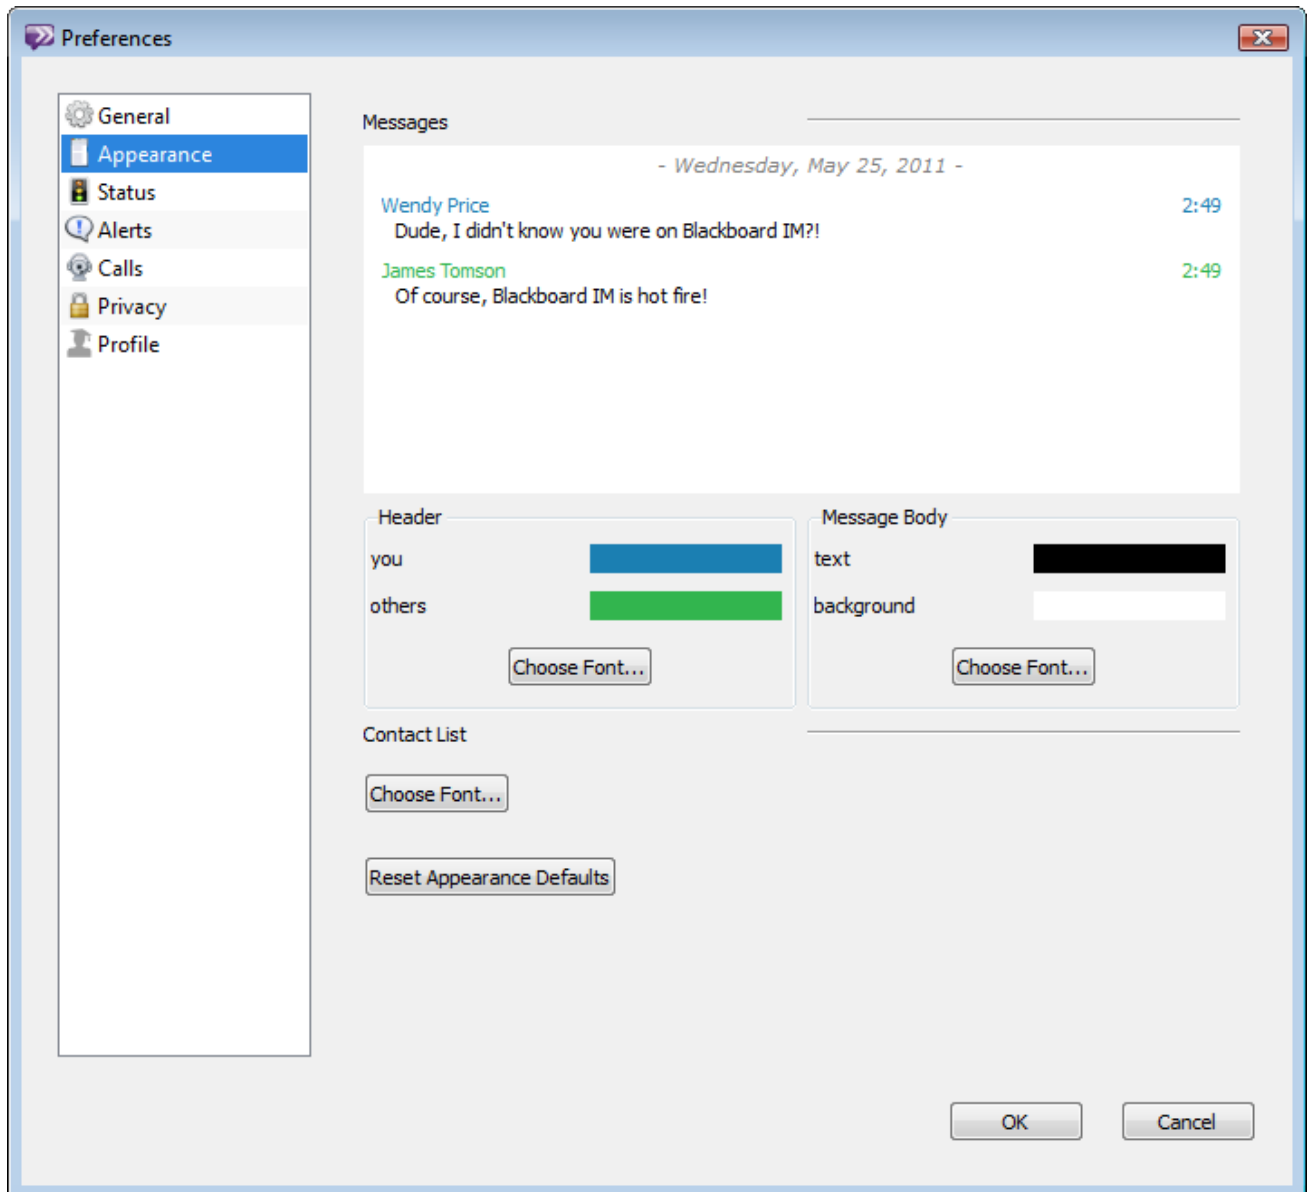 Preferences
General
Appearance
Status
Alerts
Calls
Privacy
Profile
Messages
- Wednesday, May 25, 2011 -
Wendy Price 2:49
Dude, I didn't know you were on Blackboard IM?!
James Tomson 2:49
Of course, Blackboard IM is hot fire!
Header
you
others
Choose Font...
Message Body
text
background
Choose Font...
Contact List
Choose Font...
Reset Appearance Defaults
OK Cancel